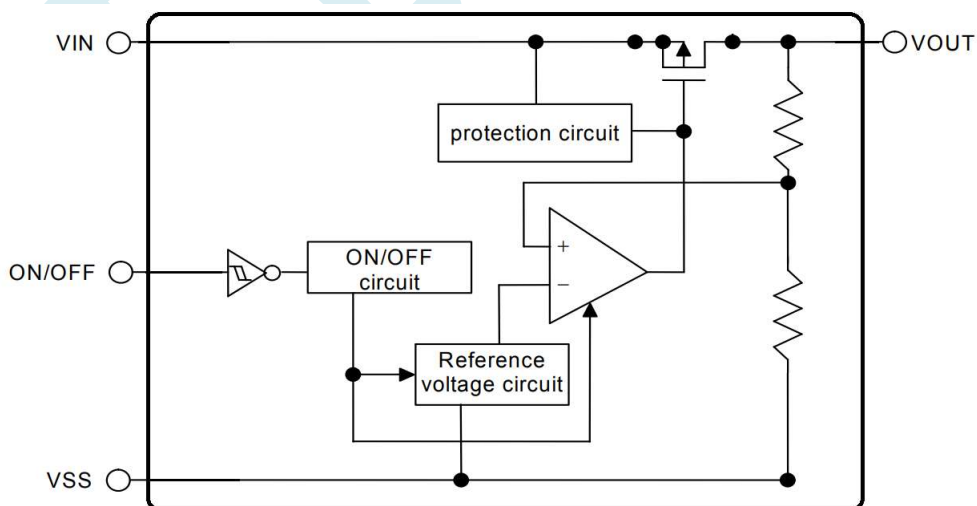 VIN
VOUT
protection circuit
+
ON/OFF
ON/OFF
circuit
−
Reference
voltage circuit
VSS